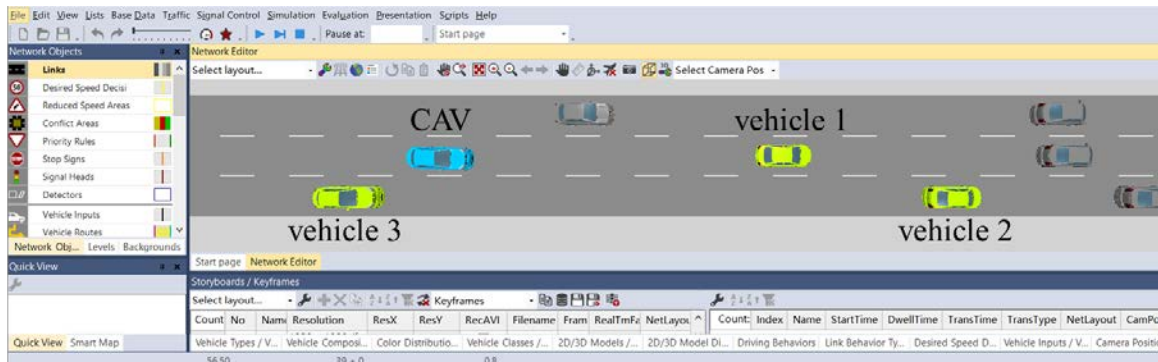 File Edit View Lists Base Data Traffic Signal Control Simulation Evaluation Presentation Scripts Help
Pause at: Start page
Network Objects Network Editor
Links Select layout... Select Camera Pos
Desired Speed Decisi
Reduced Speed Areas
Conflict Areas
Priority Rules
Stop Signs
Signal Heads
Detectors
Vehicle Inputs
Vehicle Routes
Network Obj... Levels Backgrounds
CAV vehicle 1
vehicle 3 vehicle 2
Start page Network Editor
Quick View
Storyboards / Keyframes
Select layout... Keyframes
Count No Name Resolution ResX ResY RecAVI Filename Fram RealTmFa NetLayou Count: Index Name StartTime DwellTime TransTime TransType NetLayout CamPo
Quick View Smart Map
Vehicle Types / V... Vehicle Composi... Color Distributio... Vehicle Classes /... 2D/3D Models /... 2D/3D Model Di... Driving Behaviors Link Behavior Ty... Desired Speed D... Vehicle Inputs / V... Camera Positio